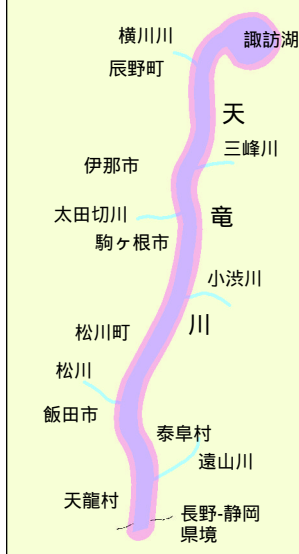 横川川
諏訪湖
辰野町
天
三峰川
伊那市
太田切川
竜
駒ヶ根市
小渋川
松川町
川
松川
飯田市
泰阜村
遠山川
天龍村
長野-静岡
県境